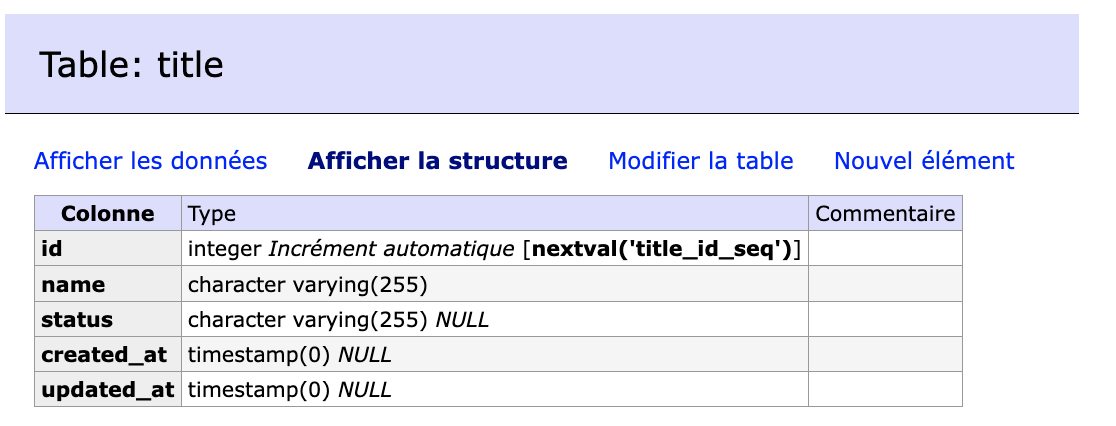 Table: title
Afficher les données Afficher la structure Modifier la table Nouvel élément
Colonne Type Commentaire
id integer Incrément automatique [nextval('title_id_seq')]
name character varying(255)
status character varying(255) NULL
created_at timestamp(0) NULL
updated_at timestamp(0) NULL